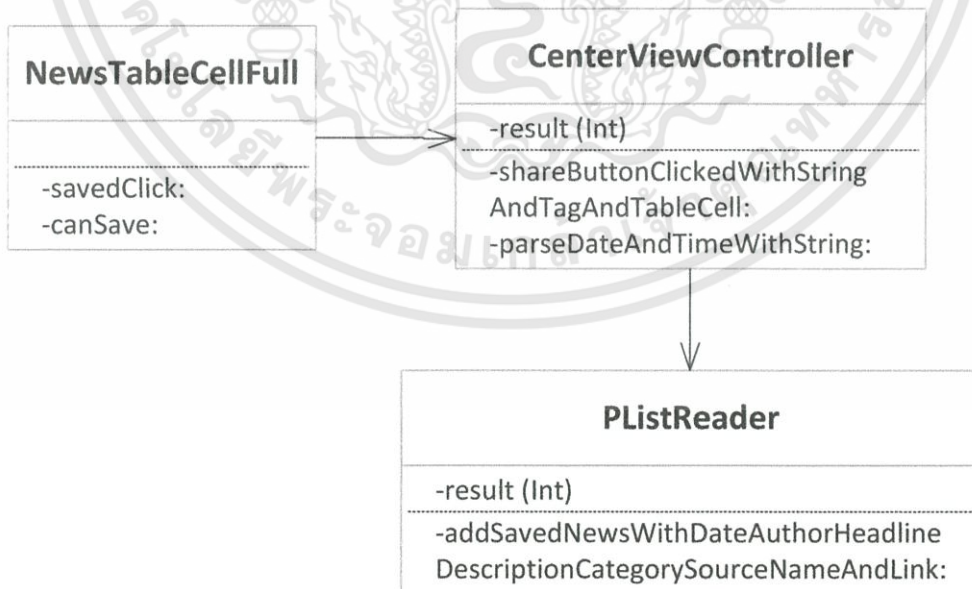 NewsTableCellFull
-savedClick:
-canSave:
CenterViewController
-result (Int)
-shareButtonClickedWithString
AndTagAndTableCell:
-parseDateAndTimeWithString:
PListReader
-result (Int)
-addSavedNewsWithDateAuthorHeadline
DescriptionCategorySourceNameAndLink: